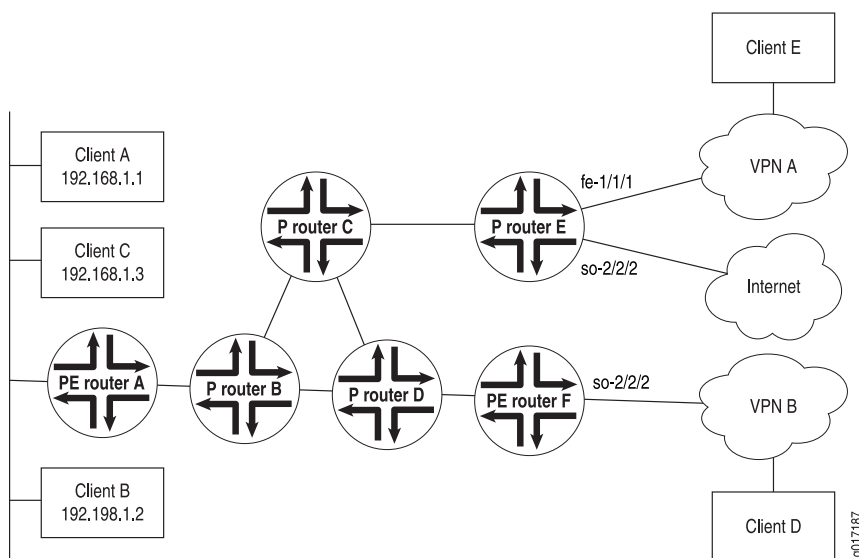 Client E
Client A
192.168.1.1
VPN A
fe-1/1/1
P router C
P router E
Client C
192.168.1.3
so-2/2/2
Internet
PE router A
P router B
P router D
PE router F
so-2/2/2
VPN B
Client B
192.198.1.2
Client D
g017187